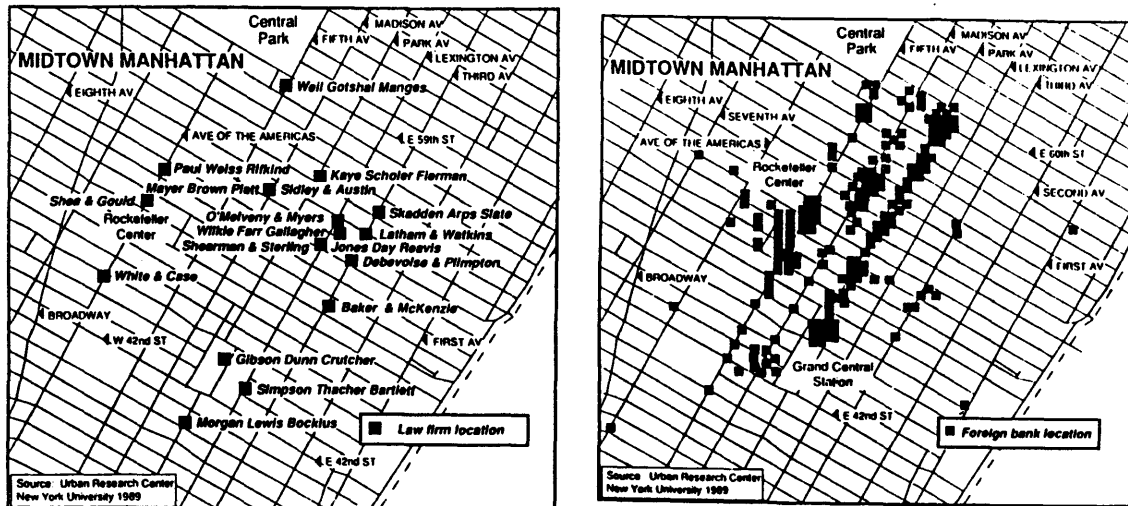 Central
Park
MADISON AV
FIFTH AV
PARK AV
LEXINGTON AV
THIRD AV
MIDTOWN MANHATTAN
EIGHTH AV
Weil Gotshal Manges
AVE OF THE AMERICAS
E 59th ST
Paul Weiss Rifkind
Kaye Scholer Fierman
Mayer Brown Platt
Sidley & Austin
Shea & Gould
Rockefeller
Center
O'Melveny & Myers
Skadden Arps Slate
Willkie Farr Gallagher
Latham & Watkins
Shearman & Sterling
Jones Day Reavis
Debevoise & Plimpton
White & Case
Baker & McKenzie
BROADWAY
W 42nd ST
FIRST AV
Gibson Dunn Crutcher
Simpson Thacher Bartlett
Morgan Lewis Bockius
Law firm location
E 42nd ST
Source: Urban Research Center
New York University 1989
Central
Park
MADISON AV
FIFTH AV
PARK AV
LEXINGTON AV
THIRD AV
MIDTOWN MANHATTAN
EIGHTH AV
SEVENTH AV
AVE OF THE AMERICAS
E 60th ST
Rockefeller
Center
SECOND AV
FIRST AV
BROADWAY
Grand Central
Station
E 42nd ST
Foreign bank location
Source Urban Research Center
New York University 1989